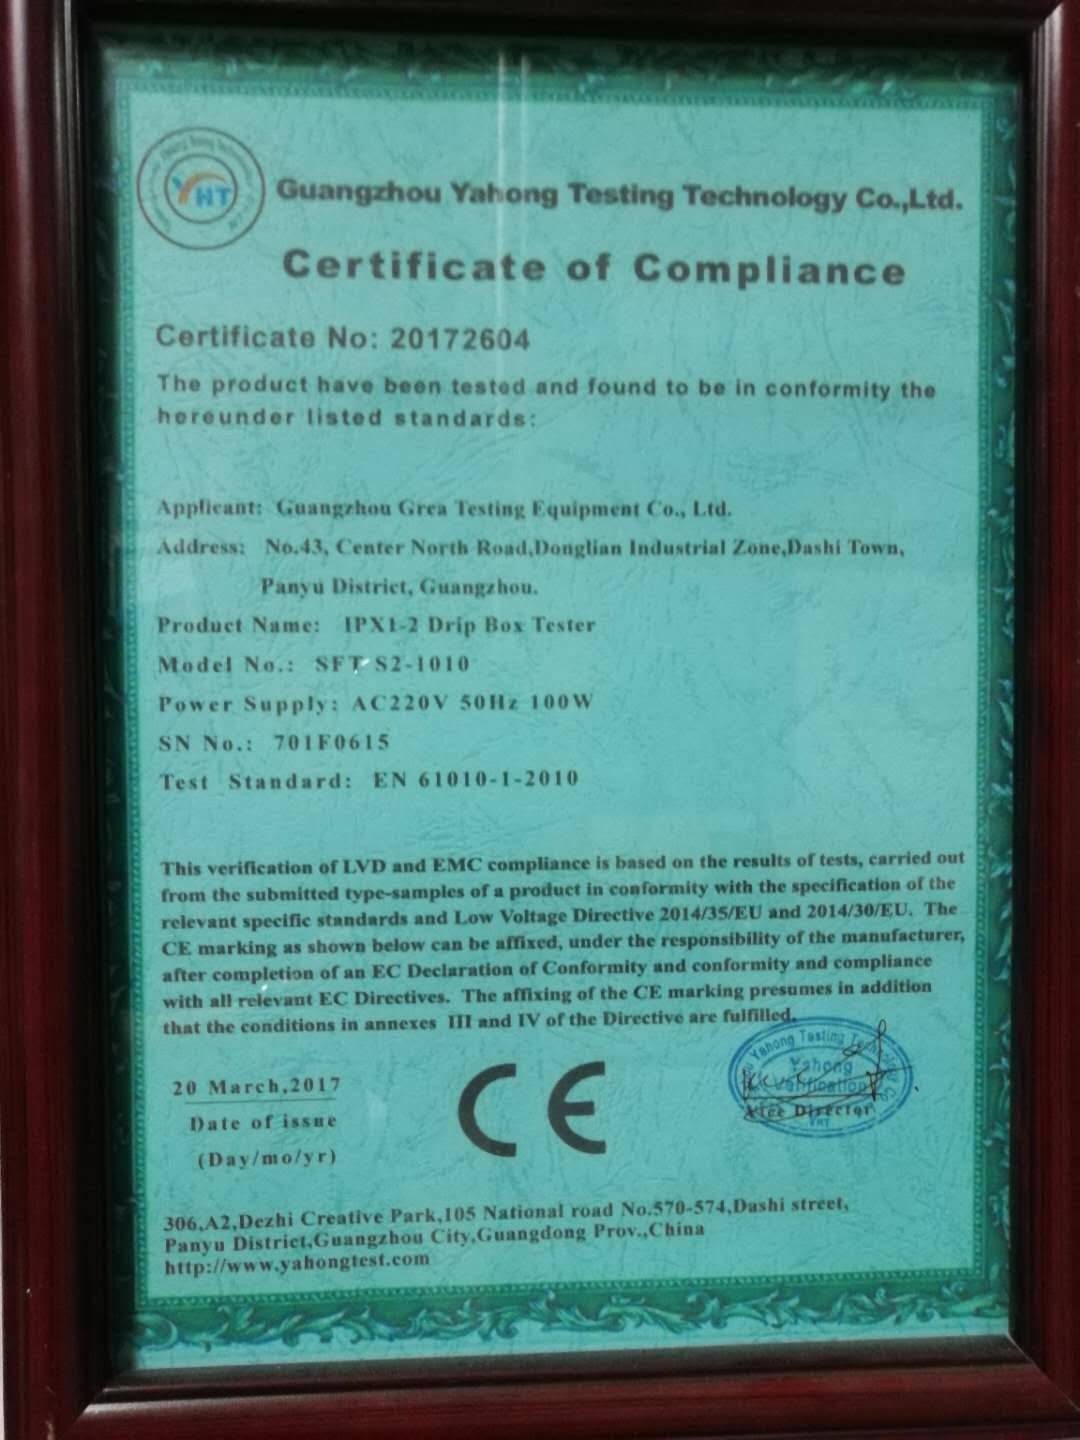 YHT
Guangzhou Yahong Testing Technology Co.,Ltd.
Certificate of Compliance
Certificate No: 20172604
The product have been tested and found to be in conformity the
hereunder listed standards:
Applicant: Guangzhou Grea Testing Equipment Co., Ltd.
Address: No.43, Center North Road,Donglian Industrial Zone,Dashi Town,
Panyu District, Guangzhou.
Product Name: IPX1-2 Drip Box Tester
Model No.: SFT S2-1010
Power Supply: AC220V 50Hz 100W
SN No.: 701F0615
Test Standard: EN 61010-1-2010
This verification of LVD and EMC compliance is based on the results of tests, carried out
from the submitted type-samples of a product in conformity with the specification of the
relevant specific standards and Low Voltage Directive 2014/35/EU and 2014/30/EU. The
CE marking as shown below can be affixed, under the responsibility of the manufacturer,
after completion of an EC Declaration of Conformity and conformity and compliance
with all relevant EC Directives. The affixing of the CE marking presumes in addition
that the conditions in annexes III and IV of the Directive are fulfilled.
Yahong Testing
Yahong
Verification
Vice Director
YHT
20 March,2017
Date of issue
(Day/mo/yr)
CE
306,A2,Dezhi Creative Park,105 National road No.570-574,Dashi street,
Panyu District,Guangzhou City,Guangdong Prov.,China
http://www.yahongtest.com